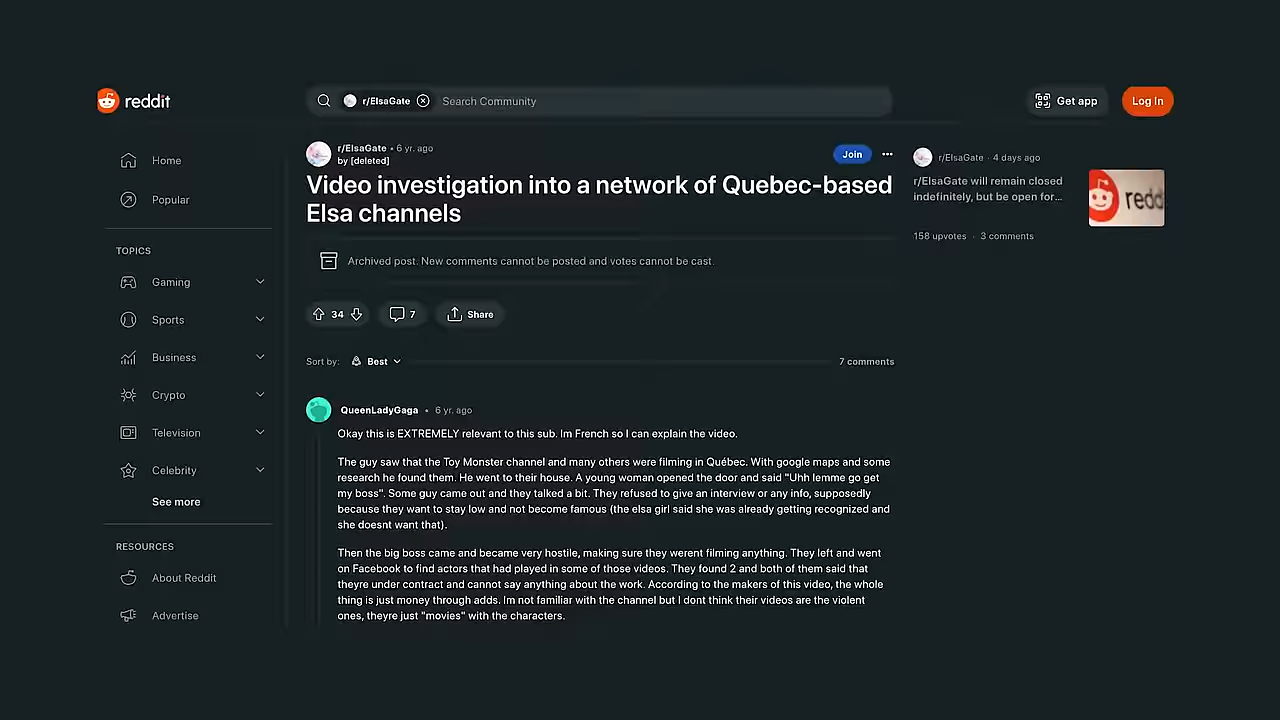 reddit
r/ElsaGate
Search Community
Get app
Log In
Home
Popular
TOPICS
Gaming
Sports
Business
Crypto
Television
Celebrity
See more
RESOURCES
About Reddit
Advertise
r/ElsaGate • 6 yr. ago
by [deleted]
Join
Video investigation into a network of Quebec-based
Elsa channels
Archived post. New comments cannot be posted and votes cannot be cast.
34
7
Share
Sort by: Best
7 comments
QueenLadyGaga • 6 yr. ago
Okay this is EXTREMELY relevant to this sub. Im French so I can explain the video.
The guy saw that the Toy Monster channel and many others were filming in Québec. With google maps and some
research he found them. He went to their house. A young woman opened the door and said "Uhh lemme go get
my boss". Some guy came out and they talked a bit. They refused to give an interview or any info, supposedly
because they want to stay low and not become famous (the elsa girl said she was already getting recognized and
she doesnt want that).
Then the big boss came and became very hostile, making sure they werent filming anything. They left and went
on Facebook to find actors that had played in some of those videos. They found 2 and both of them said that
theyre under contract and cannot say anything about the work. According to the makers of this video, the whole
thing is just money through adds. Im not familiar with the channel but I dont think their videos are the violent
ones, theyre just "movies" with the characters.
r/ElsaGate · 4 days ago
r/ElsaGate will remain closed
indefinitely, but be open for...
redd
158 upvotes · 3 comments